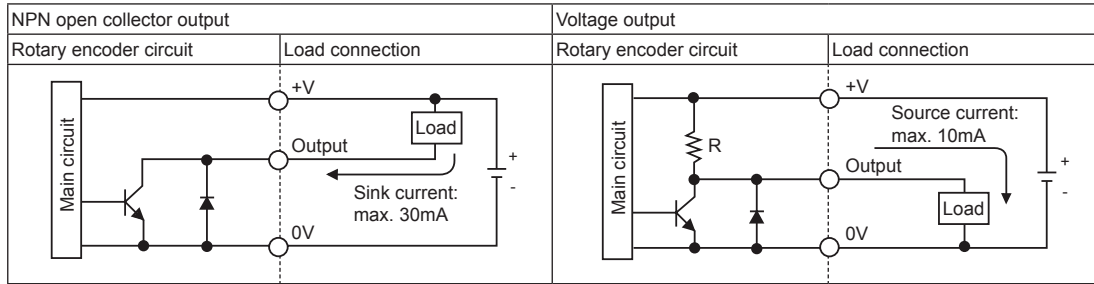 NPN open collector output
Voltage output
Rotary encoder circuit
Load connection
Rotary encoder circuit
Load connection
Main circuit
+V
Load
Output
Sink current:
max. 30mA
+
-
0V
Main circuit
+V
R
Source current:
max. 10mA
Output
Load
+
-
0V